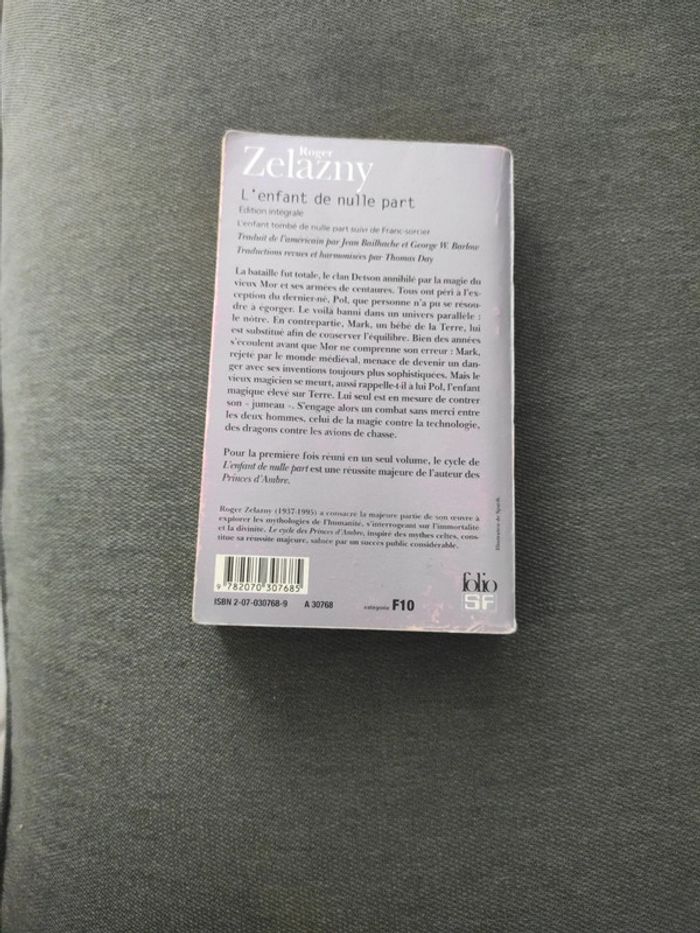 Roger
Zelazny
L'enfant de nulle part
Édition intégrale
L'enfant tombé de nulle part suivi de Franc-sorcier
Traduit de l'américain par Jean Bailhache et George W. Barlow
Traductions revues et harmonisées par Thomas Day
La bataille fut totale, le clan Detson annihilé par la magie du
vieux Mor et ses armées de centaures. Tous ont péri à l'ex-
ception du dernier-né, Pol, que personne n'a pu se résou-
dre à égorger. Le voilà banni dans un univers parallèle :
le nôtre. En contrepartie, Mark, un bébé de la Terre, lui
est substitué afin de conserver l'équilibre. Bien des années
s'écoulent avant que Mor ne comprenne son erreur : Mark,
rejeté par le monde médiéval, menace de devenir un dan-
ger avec ses inventions toujours plus sophistiquées. Mais le
vieux magicien se meurt, aussi rappelle-t-il à lui Pol, l'enfant
magique élevé sur Terre. Lui seul est en mesure de contrer
son « jumeau ». S'engage alors un combat sans merci entre
les deux hommes, celui de la magie contre la technologie,
des dragons contre les avions de chasse.
Pour la première fois réuni en un seul volume, le cycle de
L'enfant de nulle part est une réussite majeure de l'auteur des
Princes d'Ambre.
Roger Zelazny (1937-1995) a consacré la majeure partie de son œuvre à
explorer les mythologies de l'humanité, s'interrogeant sur l'immortalité
et la divinité. Le cycle des Princes d'Ambre, inspiré des mythes celtes, cons-
titue sa réussite majeure, saluée par un succès public considérable.
Illustration de Sparth.
9 782070 307685
ISBN 2-07-030768-9 A 30768 catégorie F10
folio
SF